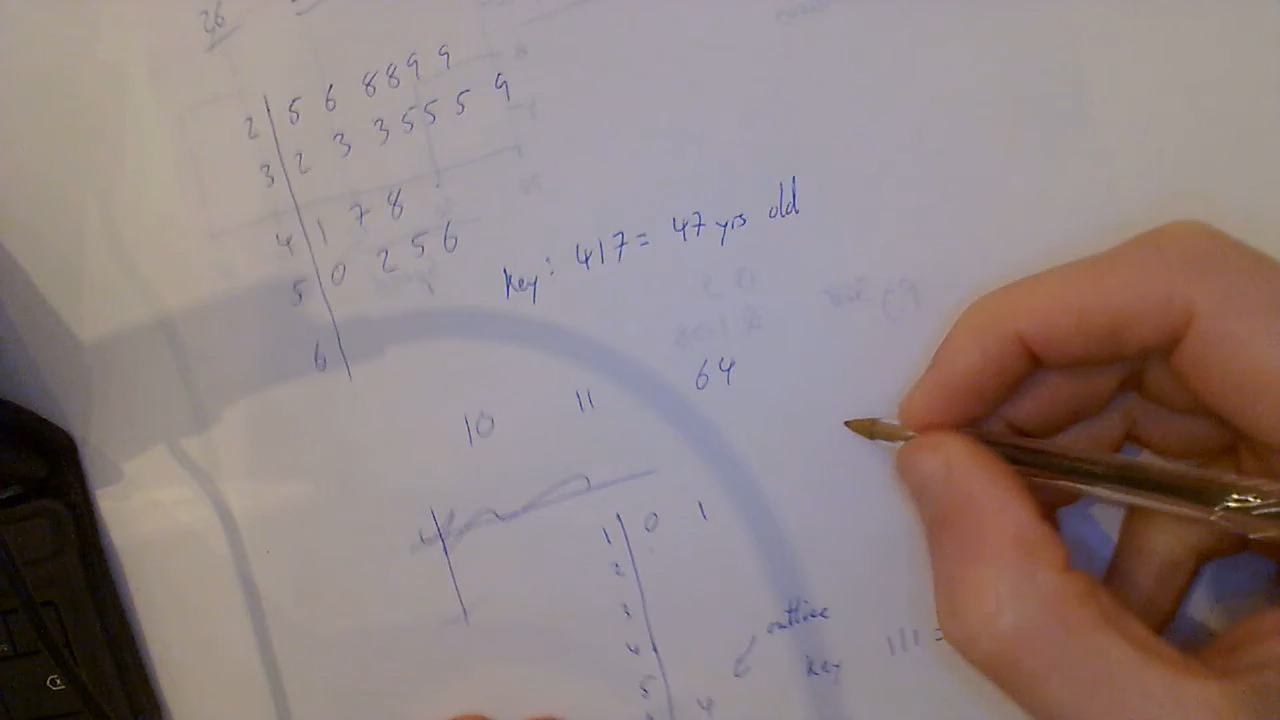 26
2 | 5 6 8 8 9 9
3 | 2 3 3 5 5 5 9
4 | 1 7 8
5 | 0 2 5 6
6 |
Key: 4|7 = 47 yrs old
10 11 64
1 | 0 1
2
3
4
5 4
outlier
Key 1|1 =